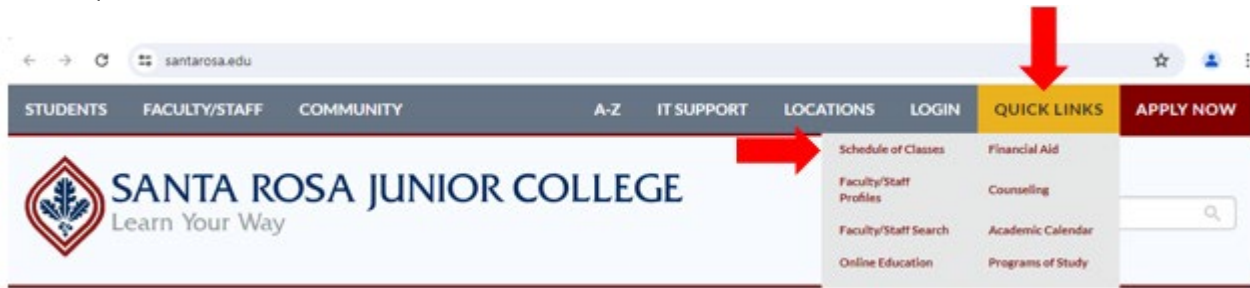 santarosa.edu
STUDENTS FACULTY/STAFF COMMUNITY A-Z IT SUPPORT LOCATIONS LOGIN QUICK LINKS APPLY NOW
SANTA ROSA JUNIOR COLLEGE
Learn Your Way
Schedule of Classes
Faculty/Staff
Profiles
Faculty/Staff Search
Online Education
Financial Aid
Counseling
Academic Calendar
Programs of Study